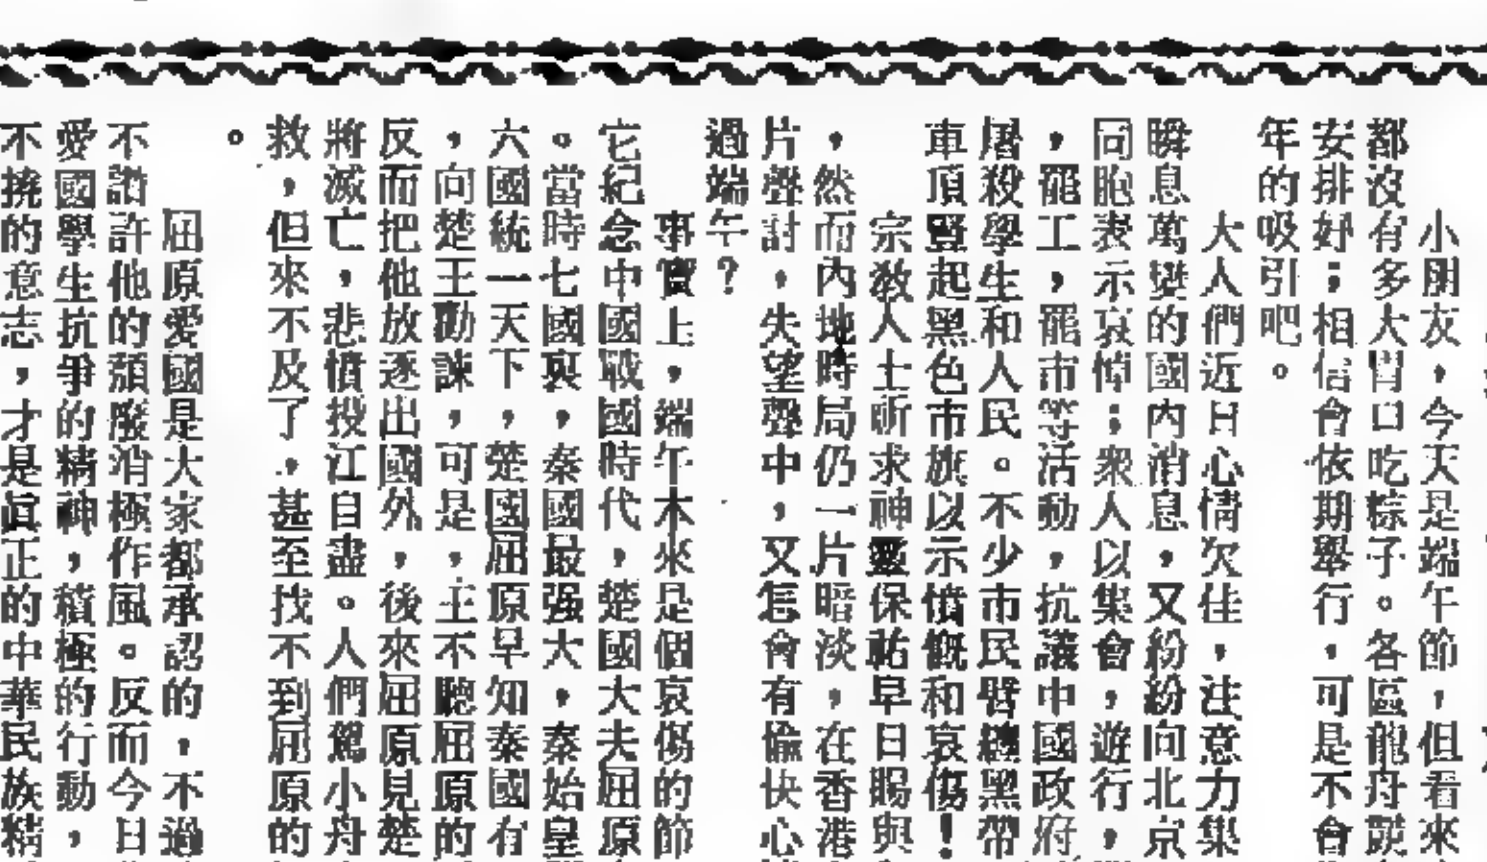 小朋友，今天是端午節，但看來
都沒有多大胃口吃粽子。各區龍舟競
安排好；相信會依期舉行，可是不會
年的吸引吧。
大人們近日心情欠佳，注意力集
瞬息萬變的國內消息，又紛紛向北京
同胞表示哀悼；衆人以集會，遊行，
，罷工，罷市等活動，抗議中國政府
屠殺學生和人民。不少市民臂纏黑帶
車頂豎起黑色市旗以示憤慨和哀傷！
宗教人士祈求神靈保祐早日賜與
，然而內地時局仍一片暗淡，在香港
片聲討，失望聲中，又怎會有愉快心
過端午？
事實上，端午木來是個哀傷的節
它紀念中國戰國時代，楚國大夫屈原
。當時七國裏，秦國最强大，秦始皇
六國統一天下，楚國屈原早知秦國有
，向楚王勸諫，可是，主不聽屈原的
反而把他放逐出國外，後來屈原見楚
將滅亡，悲憤投江自盡。人們駕小舟
救，但來不及了，甚至找不到屈原的
。
屈原愛國是大家都承認的，不過
不讚許他的頹廢消極作風。反而今日
愛國學生抗爭的精神，積極的行動，
不撓的意志，才是眞正的中華民族精